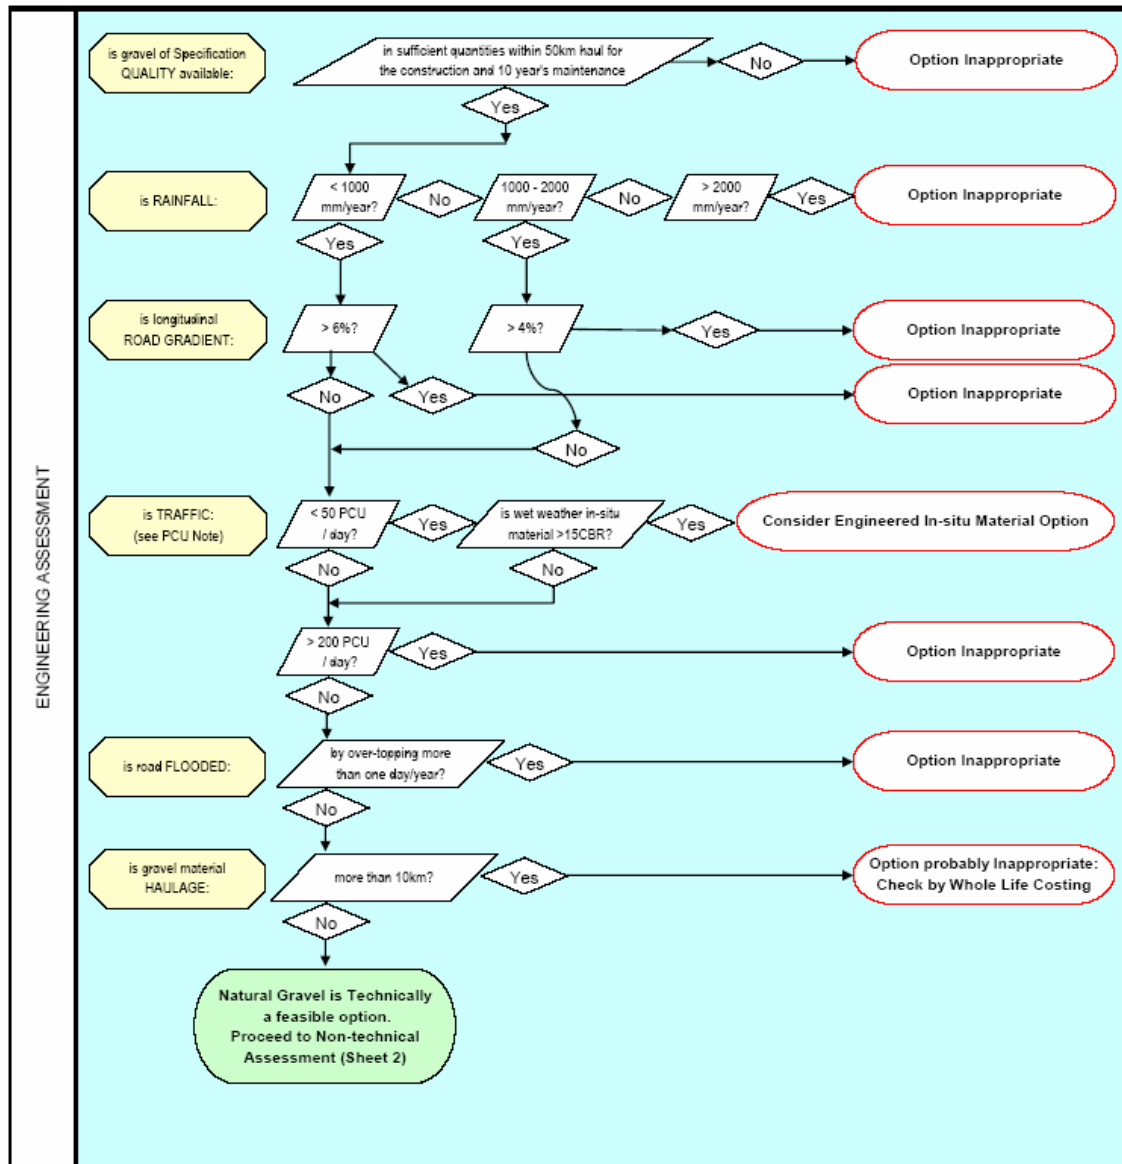 ENGINEERING ASSESSMENT
is gravel of Specification
QUALITY available:
in sufficient quantities within 50km haul for
the construction and 10 year's maintenance
No
Option Inappropriate
Yes
is RAINFALL:
< 1000
mm/year?
No
1000 - 2000
mm/year?
No
> 2000
mm/year?
Yes
Option Inappropriate
Yes
Yes
is longitudinal
ROAD GRADIENT:
> 6%?
> 4%?
Yes
Option Inappropriate
No
Yes
Option Inappropriate
No
is TRAFFIC:
(see PCU Note)
< 50 PCU
/ day?
Yes
is wet weather in-situ
material >15CBR?
Yes
Consider Engineered In-situ Material Option
No
No
> 200 PCU
/ day?
Yes
Option Inappropriate
No
is road FLOODED:
by over-topping more
than one day/year?
Yes
Option Inappropriate
No
is gravel material
HAULAGE:
more than 10km?
Yes
Option probably Inappropriate:
Check by Whole Life Costing
No
Natural Gravel is Technically
a feasible option.
Proceed to Non-technical
Assessment (Sheet 2)